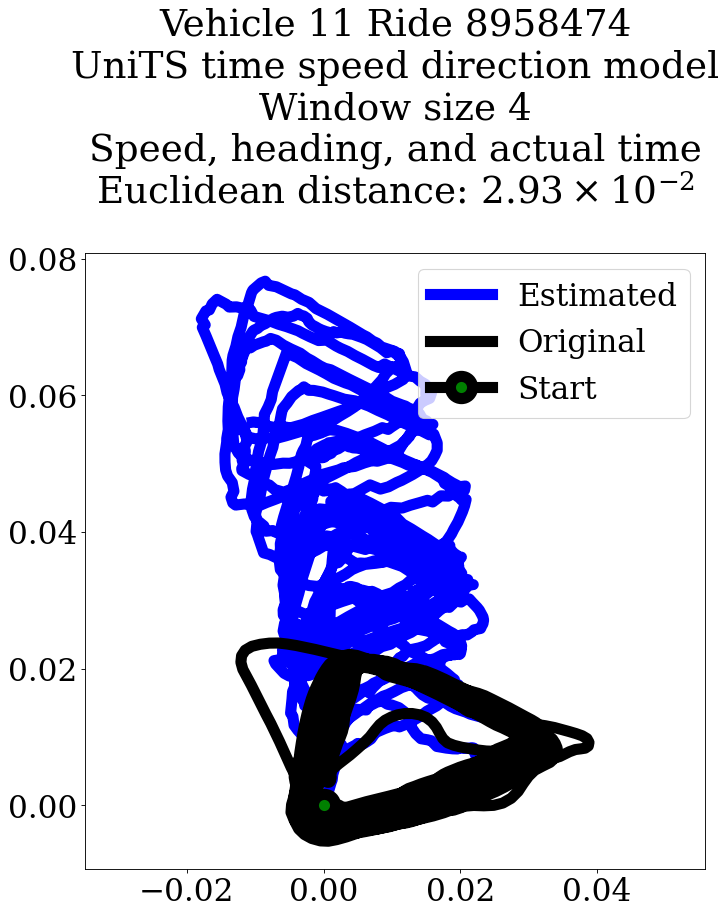 Vehicle 11 Ride 8958474
UniTS time speed direction model
Window size 4
Speed, heading, and actual time
Euclidean distance: 2.93 × 10⁻²
0.08
0.06
0.04
0.02
0.00
Estimated
Original
Start
−0.02 0.00 0.02 0.04